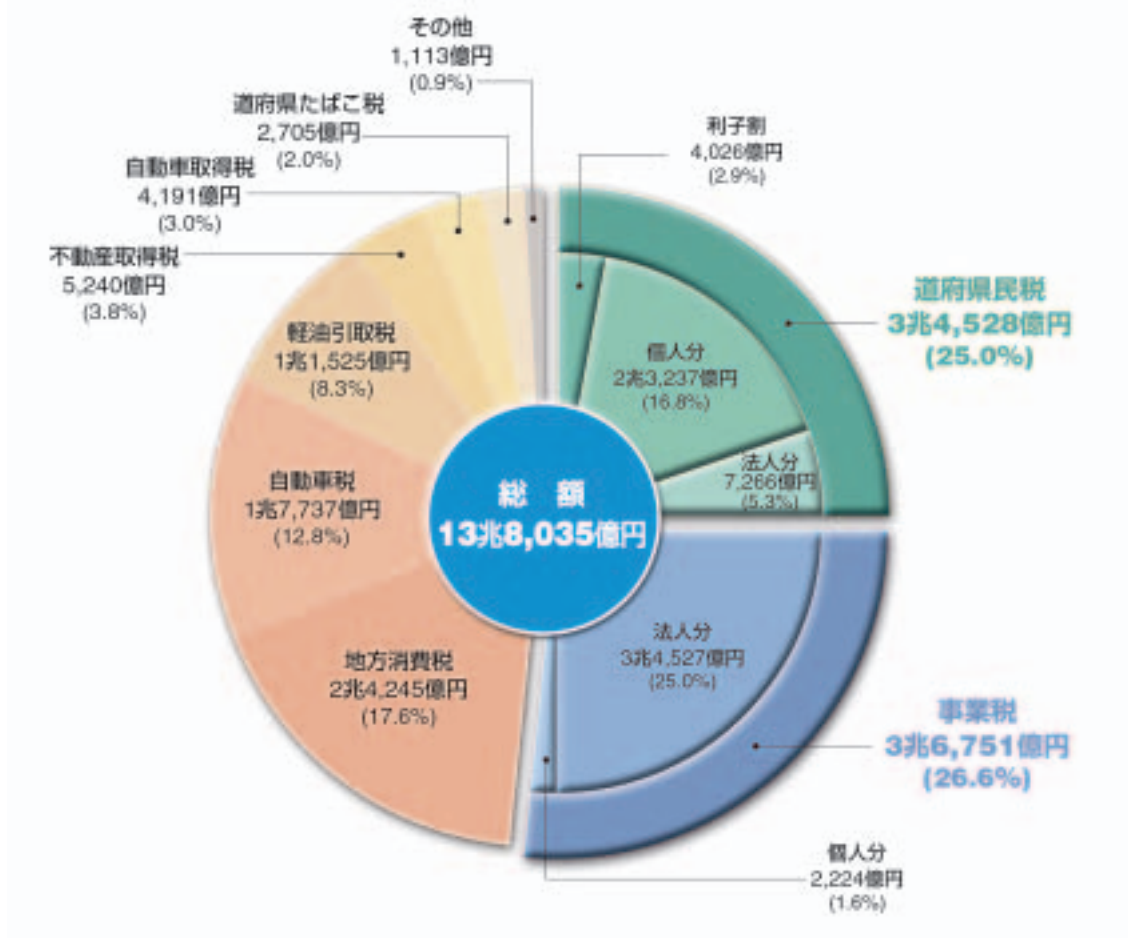 その他
1,113億円
(0.9%)
道府県たばこ税
2,705億円
(2.0%)
自動車取得税
4,191億円
(3.0%)
不動産取得税
5,240億円
(3.8%)
軽油引取税
1兆1,525億円
(8.3%)
自動車税
1兆7,737億円
(12.8%)
地方消費税
2兆4,245億円
(17.6%)
総 額
13兆8,035億円
利子割
4,026億円
(2.9%)
個人分
2兆3,237億円
(16.8%)
法人分
7,266億円
(5.3%)
道府県民税
3兆4,528億円
(25.0%)
法人分
3兆4,527億円
(25.0%)
事業税
3兆6,751億円
(26.6%)
個人分
2,224億円
(1.6%)